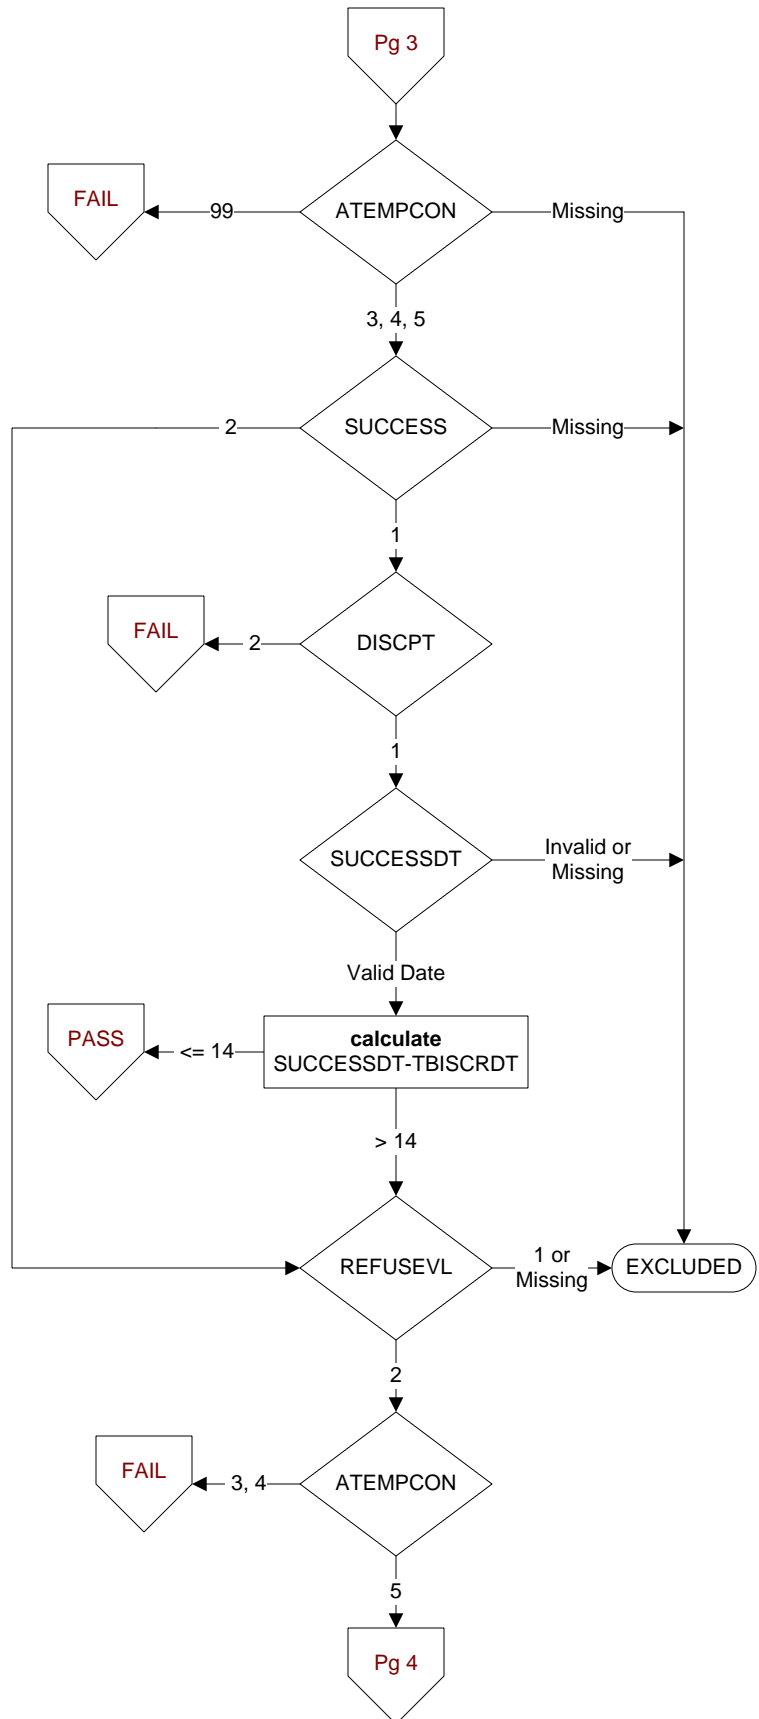 Pg 3
FAIL
99
ATEMPCON
Missing
3, 4, 5
2
SUCCESS
Missing
1
FAIL
2
DISCPT
1
SUCCESSDT
Invalid or
Missing
Valid Date
PASS
<= 14
calculate
SUCCESSDT-TBISCRDT
> 14
REFUSEVL
1 or
Missing
EXCLUDED
2
FAIL
3, 4
ATEMPCON
5
Pg 4